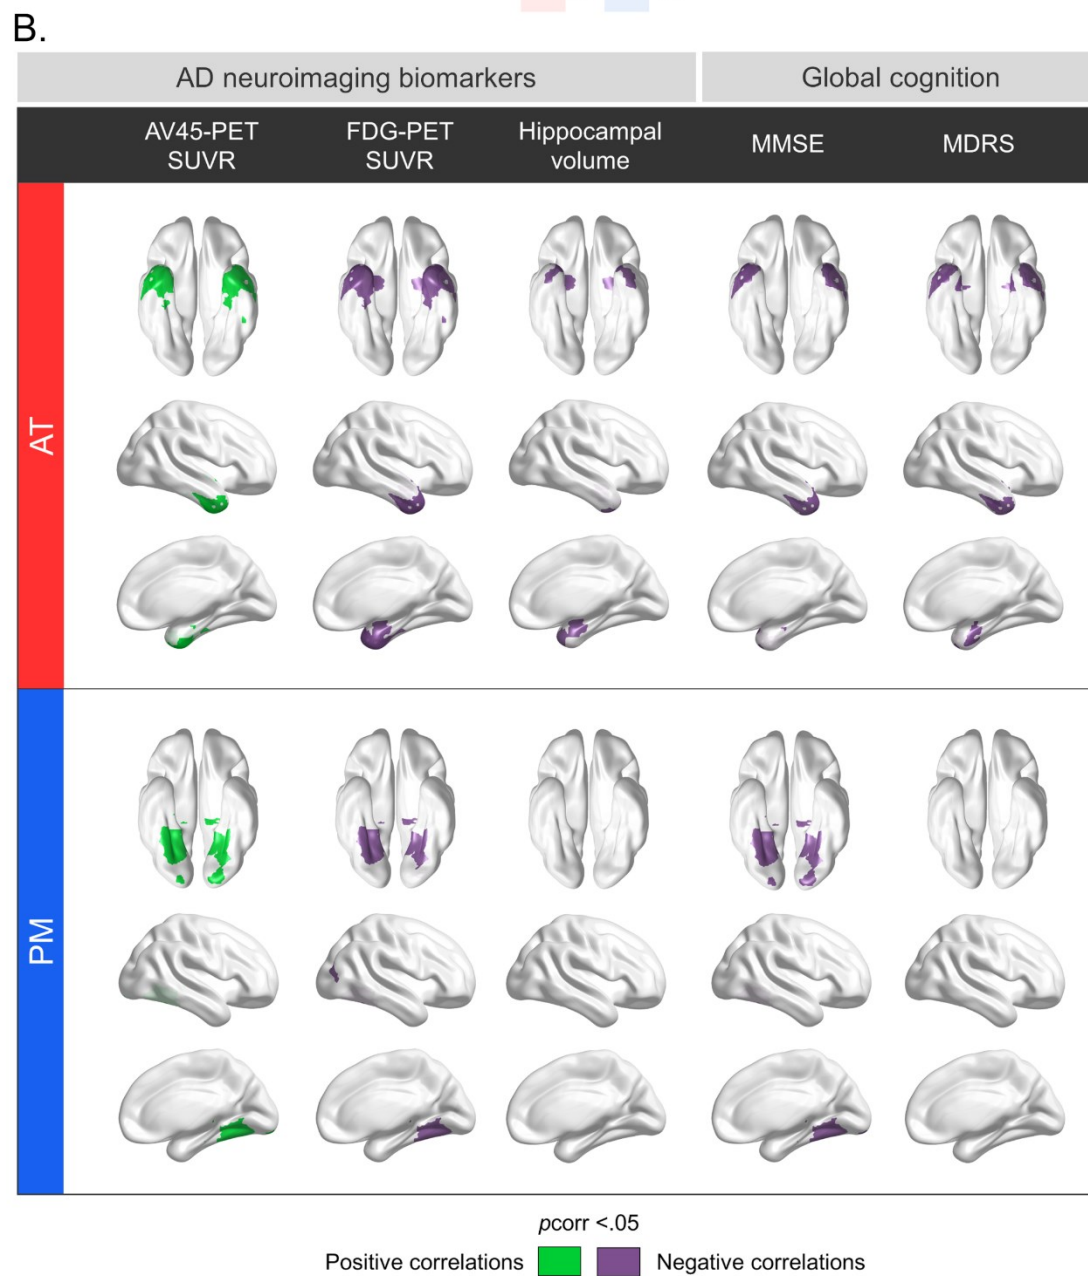 B.
AD neuroimaging biomarkers
Global cognition
AV45-PET
SUVR
FDG-PET
SUVR
Hippocampal
volume
MMSE
MDRS
AT
PM
pcorr <.05
Positive correlations
Negative correlations